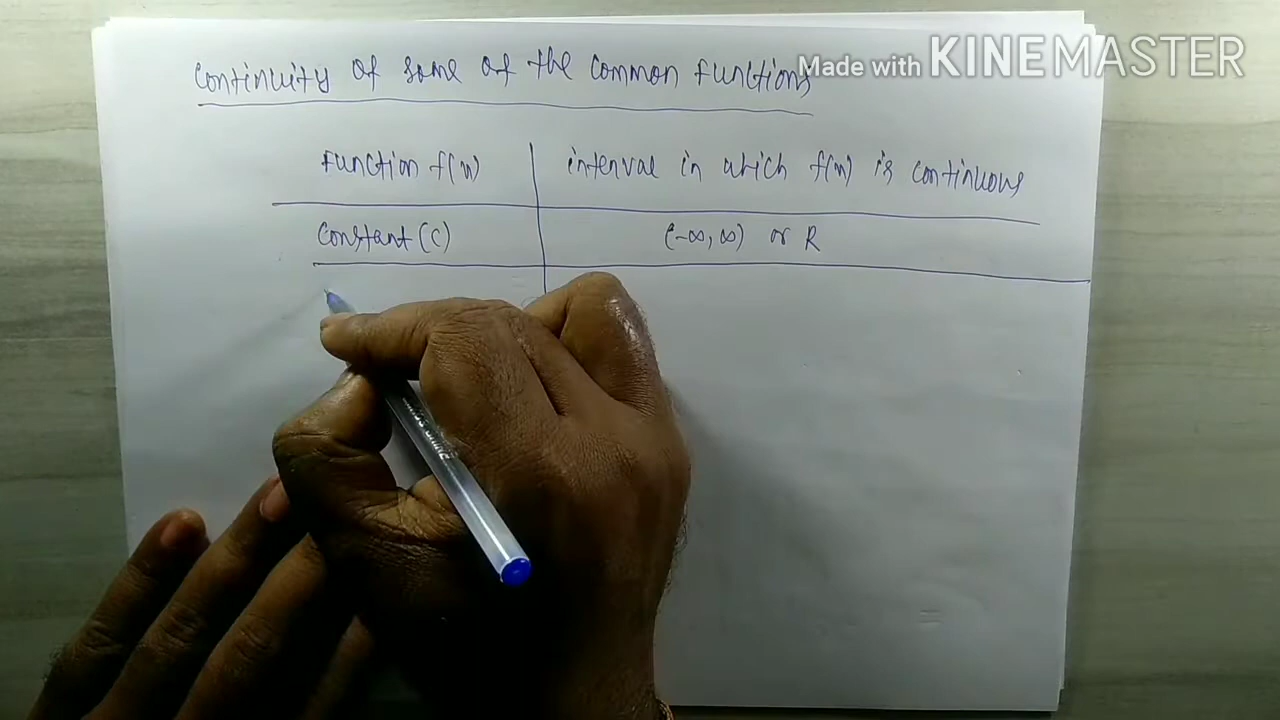 Made with KINEMASTER
Continuity of some of the common functions
Function f(x) interval in which f(x) is continuous
Constant (C) (-∞, ∞) or R